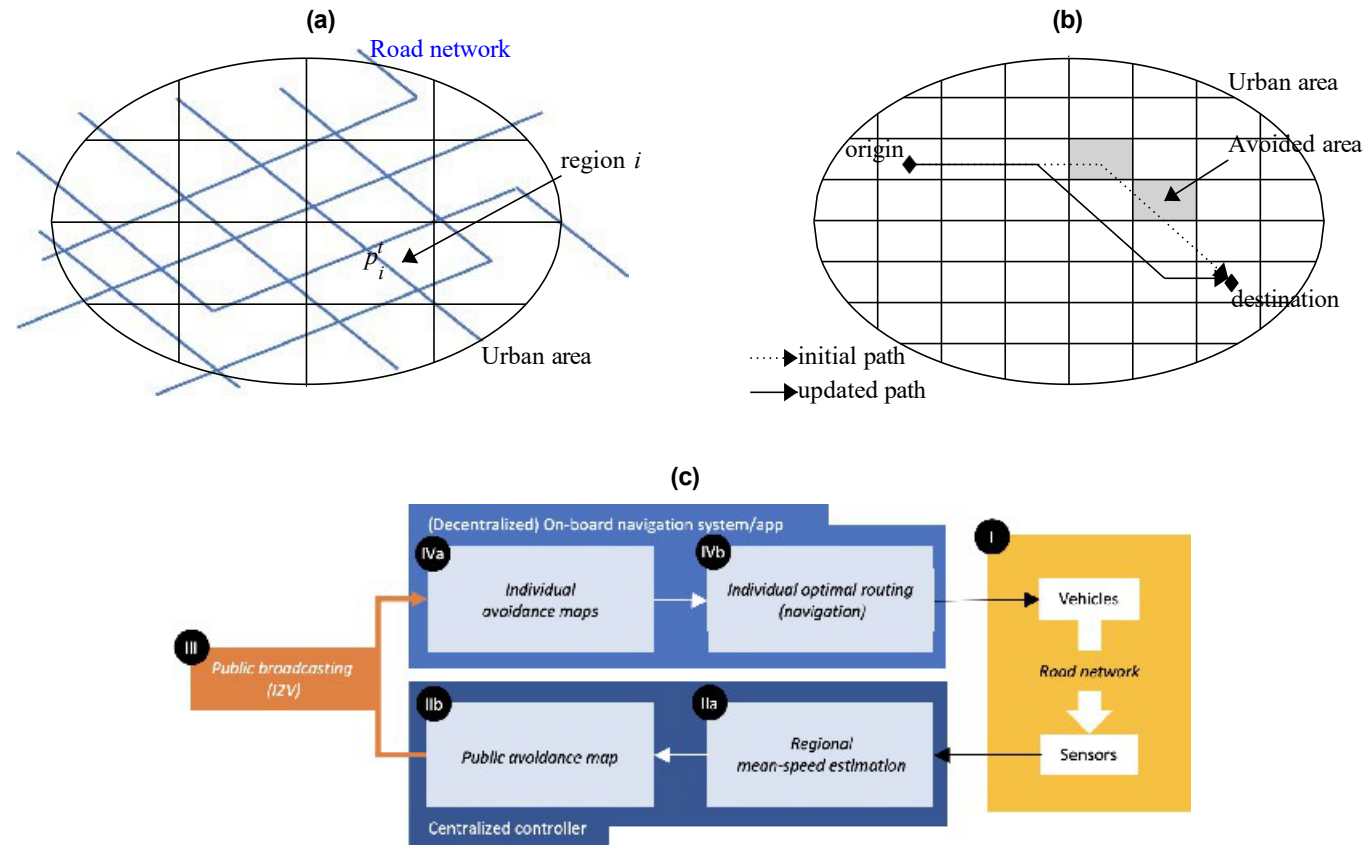 (a)
Road network
region i
p_i^t
Urban area
(b)
Urban area
origin
Avoided area
destination
initial path
updated path
(c)
(Decentralized) On-board navigation system/app
IVa
Individual
avoidance maps
IVb
Individual optimal routing
(navigation)
I
Vehicles
Road network
Sensors
III
Public broadcasting
(I2V)
IIb
Public avoidance map
IIa
Regional
mean-speed estimation
Centralized controller